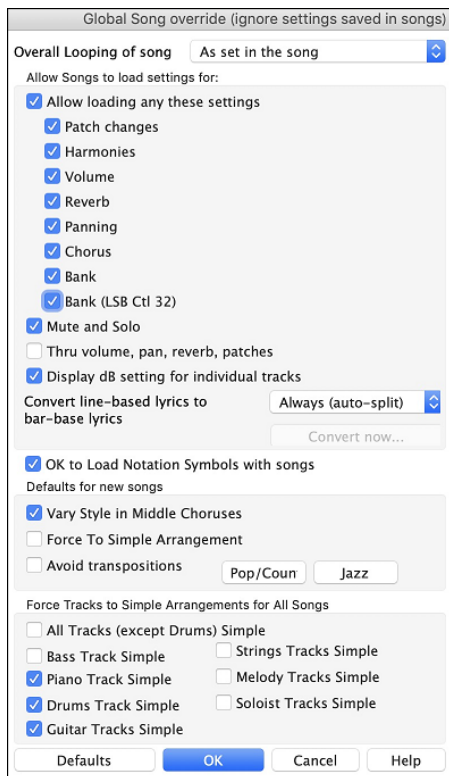 Global Song override (ignore settings saved in songs)
Overall Looping of song As set in the song
Allow Songs to load settings for:
Allow loading any these settings
Patch changes
Harmonies
Volume
Reverb
Panning
Chorus
Bank
Bank (LSB Ctl 32)
Mute and Solo
Thru volume, pan, reverb, patches
Display dB setting for individual tracks
Convert line-based lyrics to Always (auto-split)
bar-base lyrics
Convert now...
OK to Load Notation Symbols with songs
Defaults for new songs
Vary Style in Middle Choruses
Force To Simple Arrangement
Avoid transpositions Pop/Coun Jazz
Force Tracks to Simple Arrangements for All Songs
All Tracks (except Drums) Simple
Bass Track Simple Strings Tracks Simple
Piano Track Simple Melody Tracks Simple
Drums Track Simple Soloist Tracks Simple
Guitar Tracks Simple
Defaults OK Cancel Help